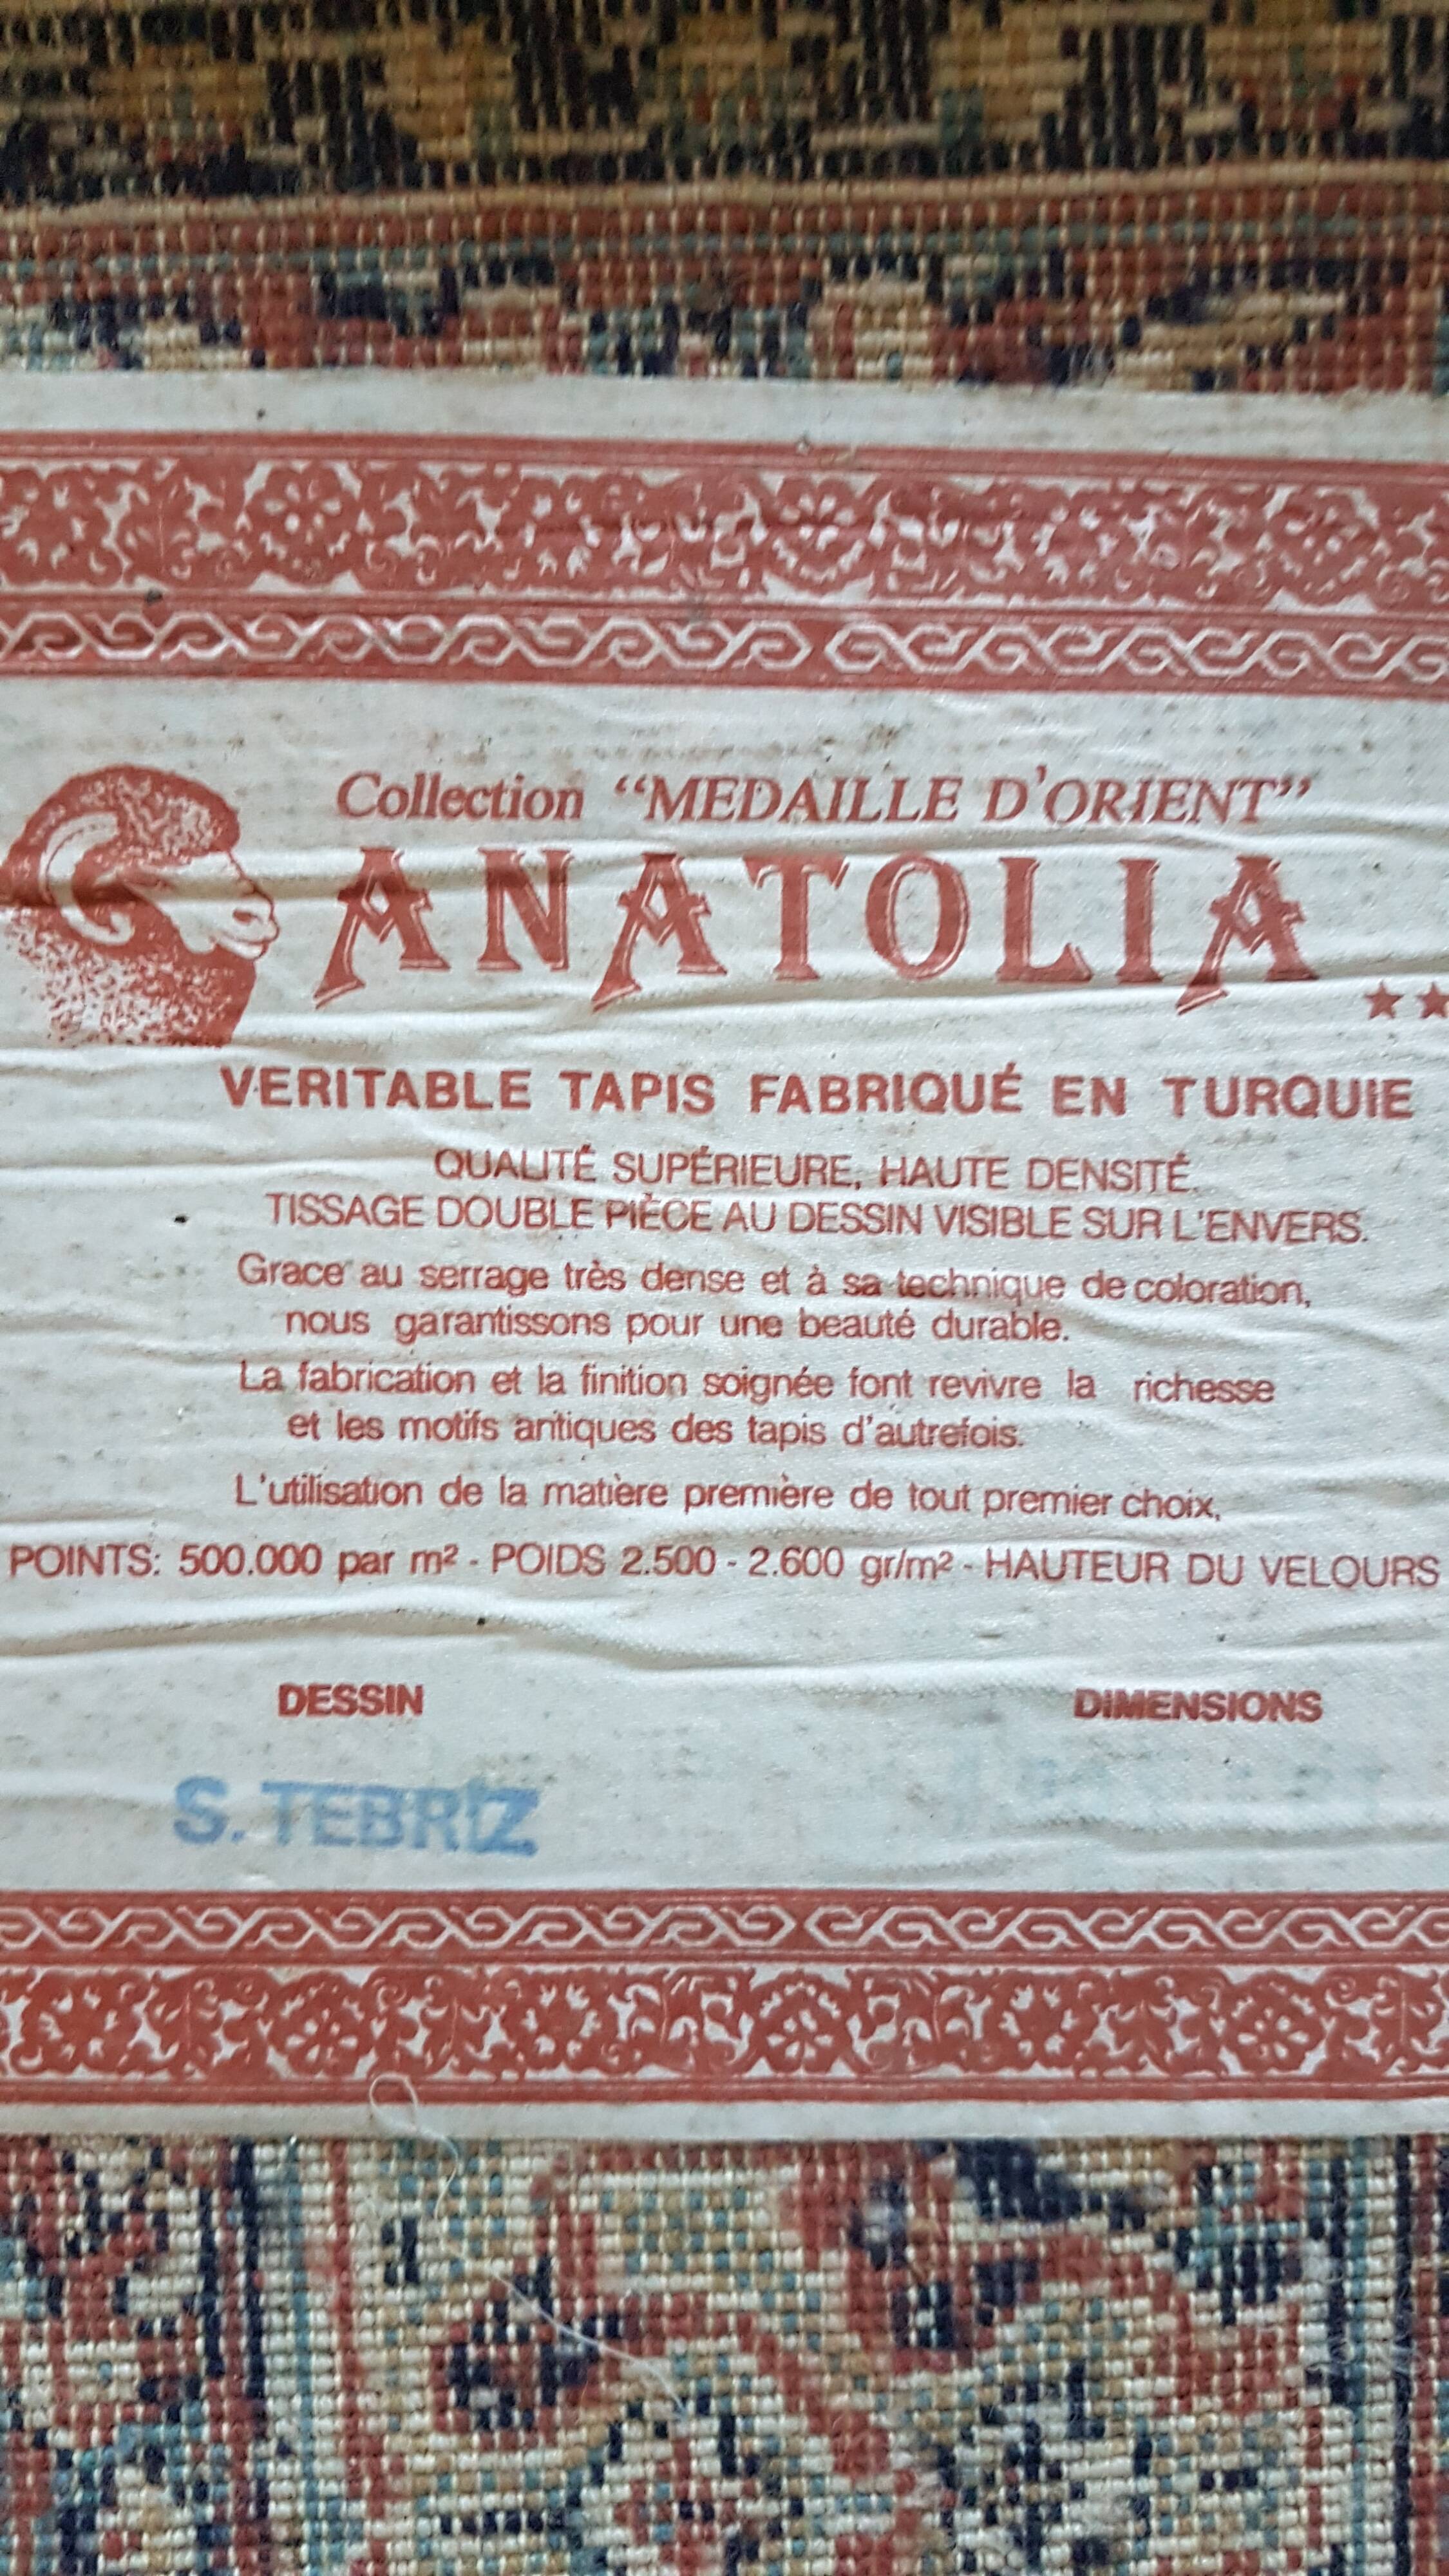 Collection “MEDAILLE D'ORIENT”
ANATOLIA
VERITABLE TAPIS FABRIQUÉ EN TURQUIE
QUALITÉ SUPÉRIEURE, HAUTE DENSITÉ.
TISSAGE DOUBLE PIÈCE AU DESSIN VISIBLE SUR L'ENVERS.
Grace au serrage très dense et à sa technique de coloration,
nous garantissons pour une beauté durable.
La fabrication et la finition soignée font revivre la richesse
et les motifs antiques des tapis d'autrefois.
L'utilisation de la matière première de tout premier choix,
POINTS: 500.000 par m² - POIDS 2.500 - 2.600 gr/m² - HAUTEUR DU VELOURS
DESSIN DIMENSIONS
S. TEBRİZ